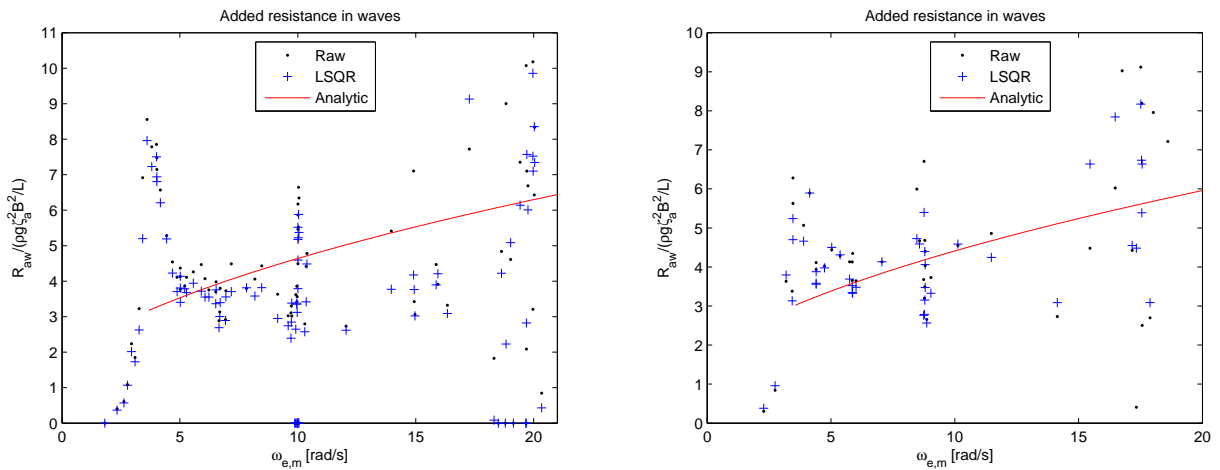 Added resistance in waves
11
10
9
8
7
6
5
4
3
2
1
0
R_aw/(ρgζ_a^2B^2/L)
Raw
LSQR
Analytic
0 5 10 15 20
ω_e,m [rad/s]
Added resistance in waves
10
9
8
7
6
5
4
3
2
1
0
R_aw/(ρgζ_a^2B^2/L)
Raw
LSQR
Analytic
0 5 10 15 20
ω_e,m [rad/s]